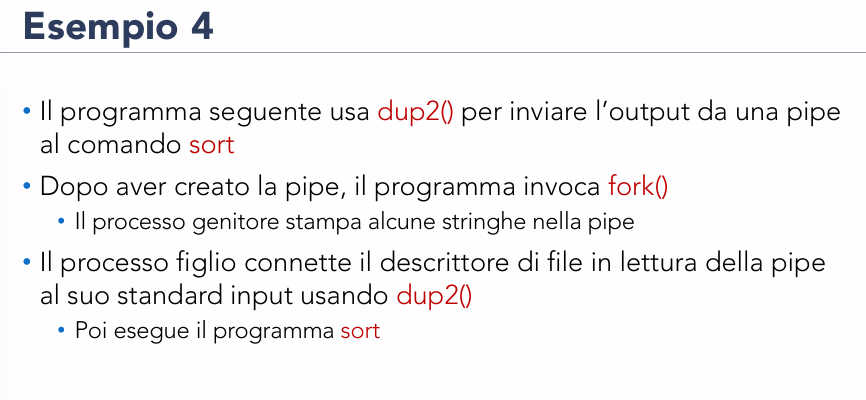 Esempio 4
• Il programma seguente usa dup2() per inviare l’output da una pipe
al comando sort
• Dopo aver creato la pipe, il programma invoca fork()
• Il processo genitore stampa alcune stringhe nella pipe
• Il processo figlio connette il descrittore di file in lettura della pipe
al suo standard input usando dup2()
• Poi esegue il programma sort